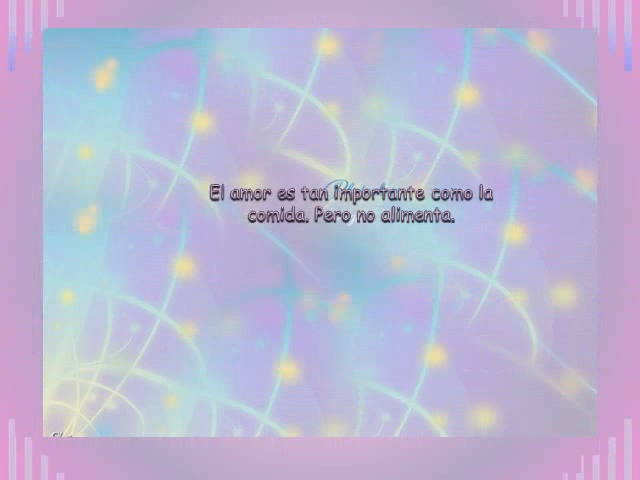 El amor es tan importante como la
comida. Pero no alimenta.